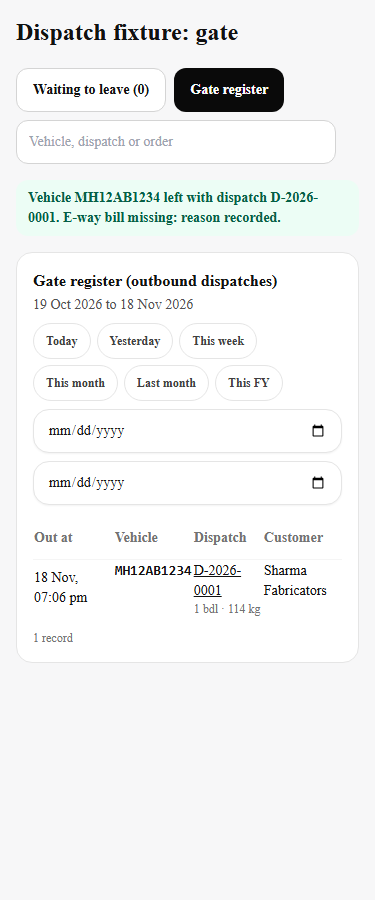 Dispatch fixture: gate
Waiting to leave (0)
Gate register
Vehicle, dispatch or order
Vehicle MH12AB1234 left with dispatch D-2026-
0001. E-way bill missing: reason recorded.
Gate register (outbound dispatches)
19 Oct 2026 to 18 Nov 2026
Today
Yesterday
This week
This month
Last month
This FY
mm/dd/yyyy
mm/dd/yyyy
Out at Vehicle Dispatch Customer
18 Nov, MH12AB1234 D-2026- Sharma
07:06 pm 0001 Fabricators
1 bdl · 114 kg
1 record